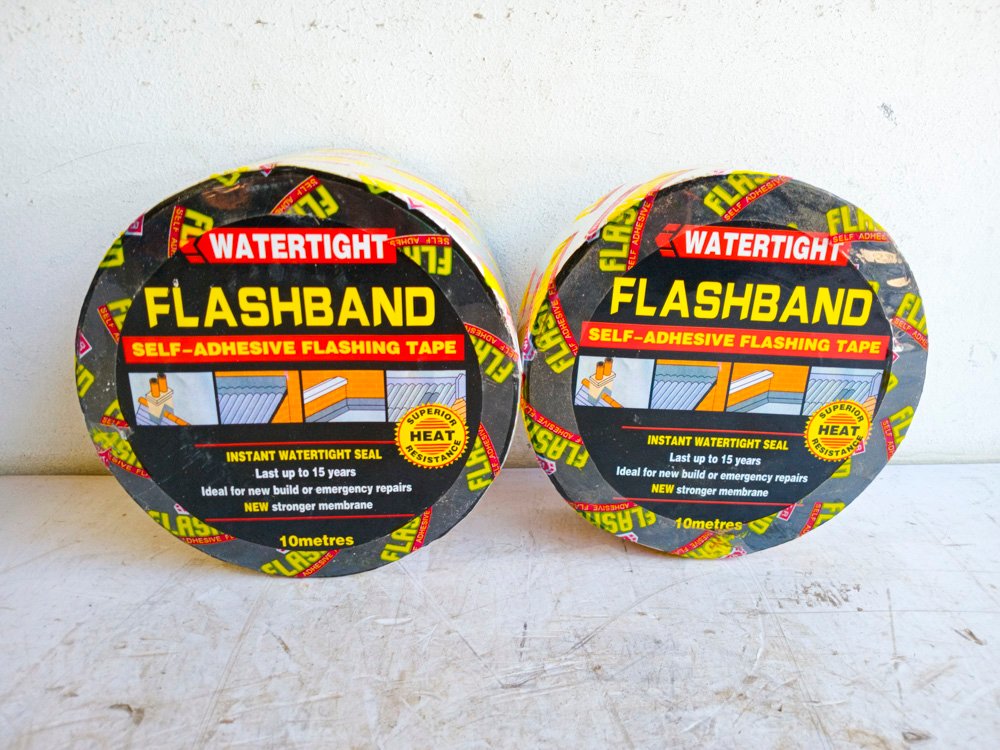 WATERTIGHT
FLASHBAND
SELF-ADHESIVE FLASHING TAPE
SUPERIOR
HEAT
RESISTANCE
INSTANT WATERTIGHT SEAL
Last up to 15 years
Ideal for new build or emergency repairs
NEW stronger membrane
10metres
WATERTIGHT
FLASHBAND
SELF-ADHESIVE FLASHING TAPE
SUPERIOR
HEAT
RESISTANCE
INSTANT WATERTIGHT SEAL
Last up to 15 years
Ideal for new build or emergency repairs
NEW stronger membrane
10metres